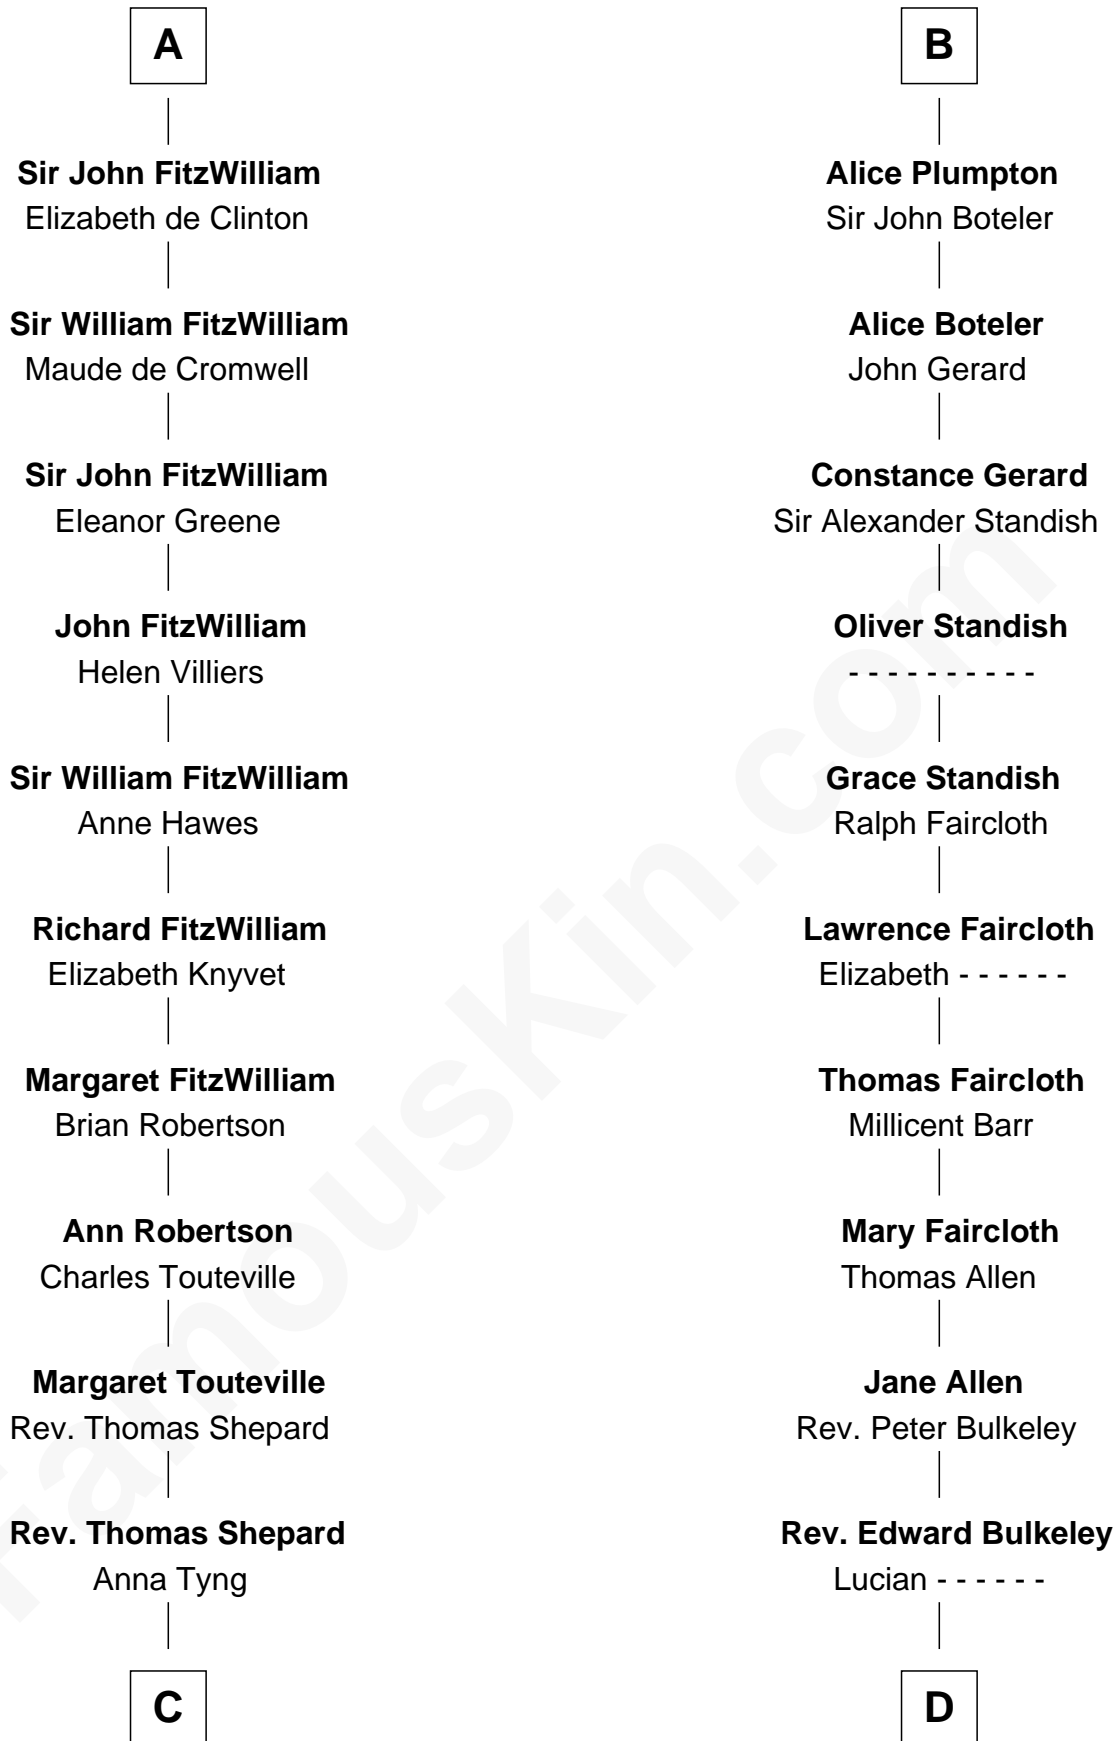 A
Sir John FitzWilliam
Elizabeth de Clinton
Sir William FitzWilliam
Maude de Cromwell
Sir John FitzWilliam
Eleanor Greene
John FitzWilliam
Helen Villiers
Sir William FitzWilliam
Anne Hawes
Richard FitzWilliam
Elizabeth Knyvet
Margaret FitzWilliam
Brian Robertson
Ann Robertson
Charles Touteville
Margaret Touteville
Rev. Thomas Shepard
Rev. Thomas Shepard
Anna Tyng
C
B
Alice Plumpton
Sir John Boteler
Alice Boteler
John Gerard
Constance Gerard
Sir Alexander Standish
Oliver Standish
- - - - - - - - - -
Grace Standish
Ralph Faircloth
Lawrence Faircloth
Elizabeth - - - - - -
Thomas Faircloth
Millicent Barr
Mary Faircloth
Thomas Allen
Jane Allen
Rev. Peter Bulkeley
Rev. Edward Bulkeley
Lucian - - - - - -
D
FamousKin.com